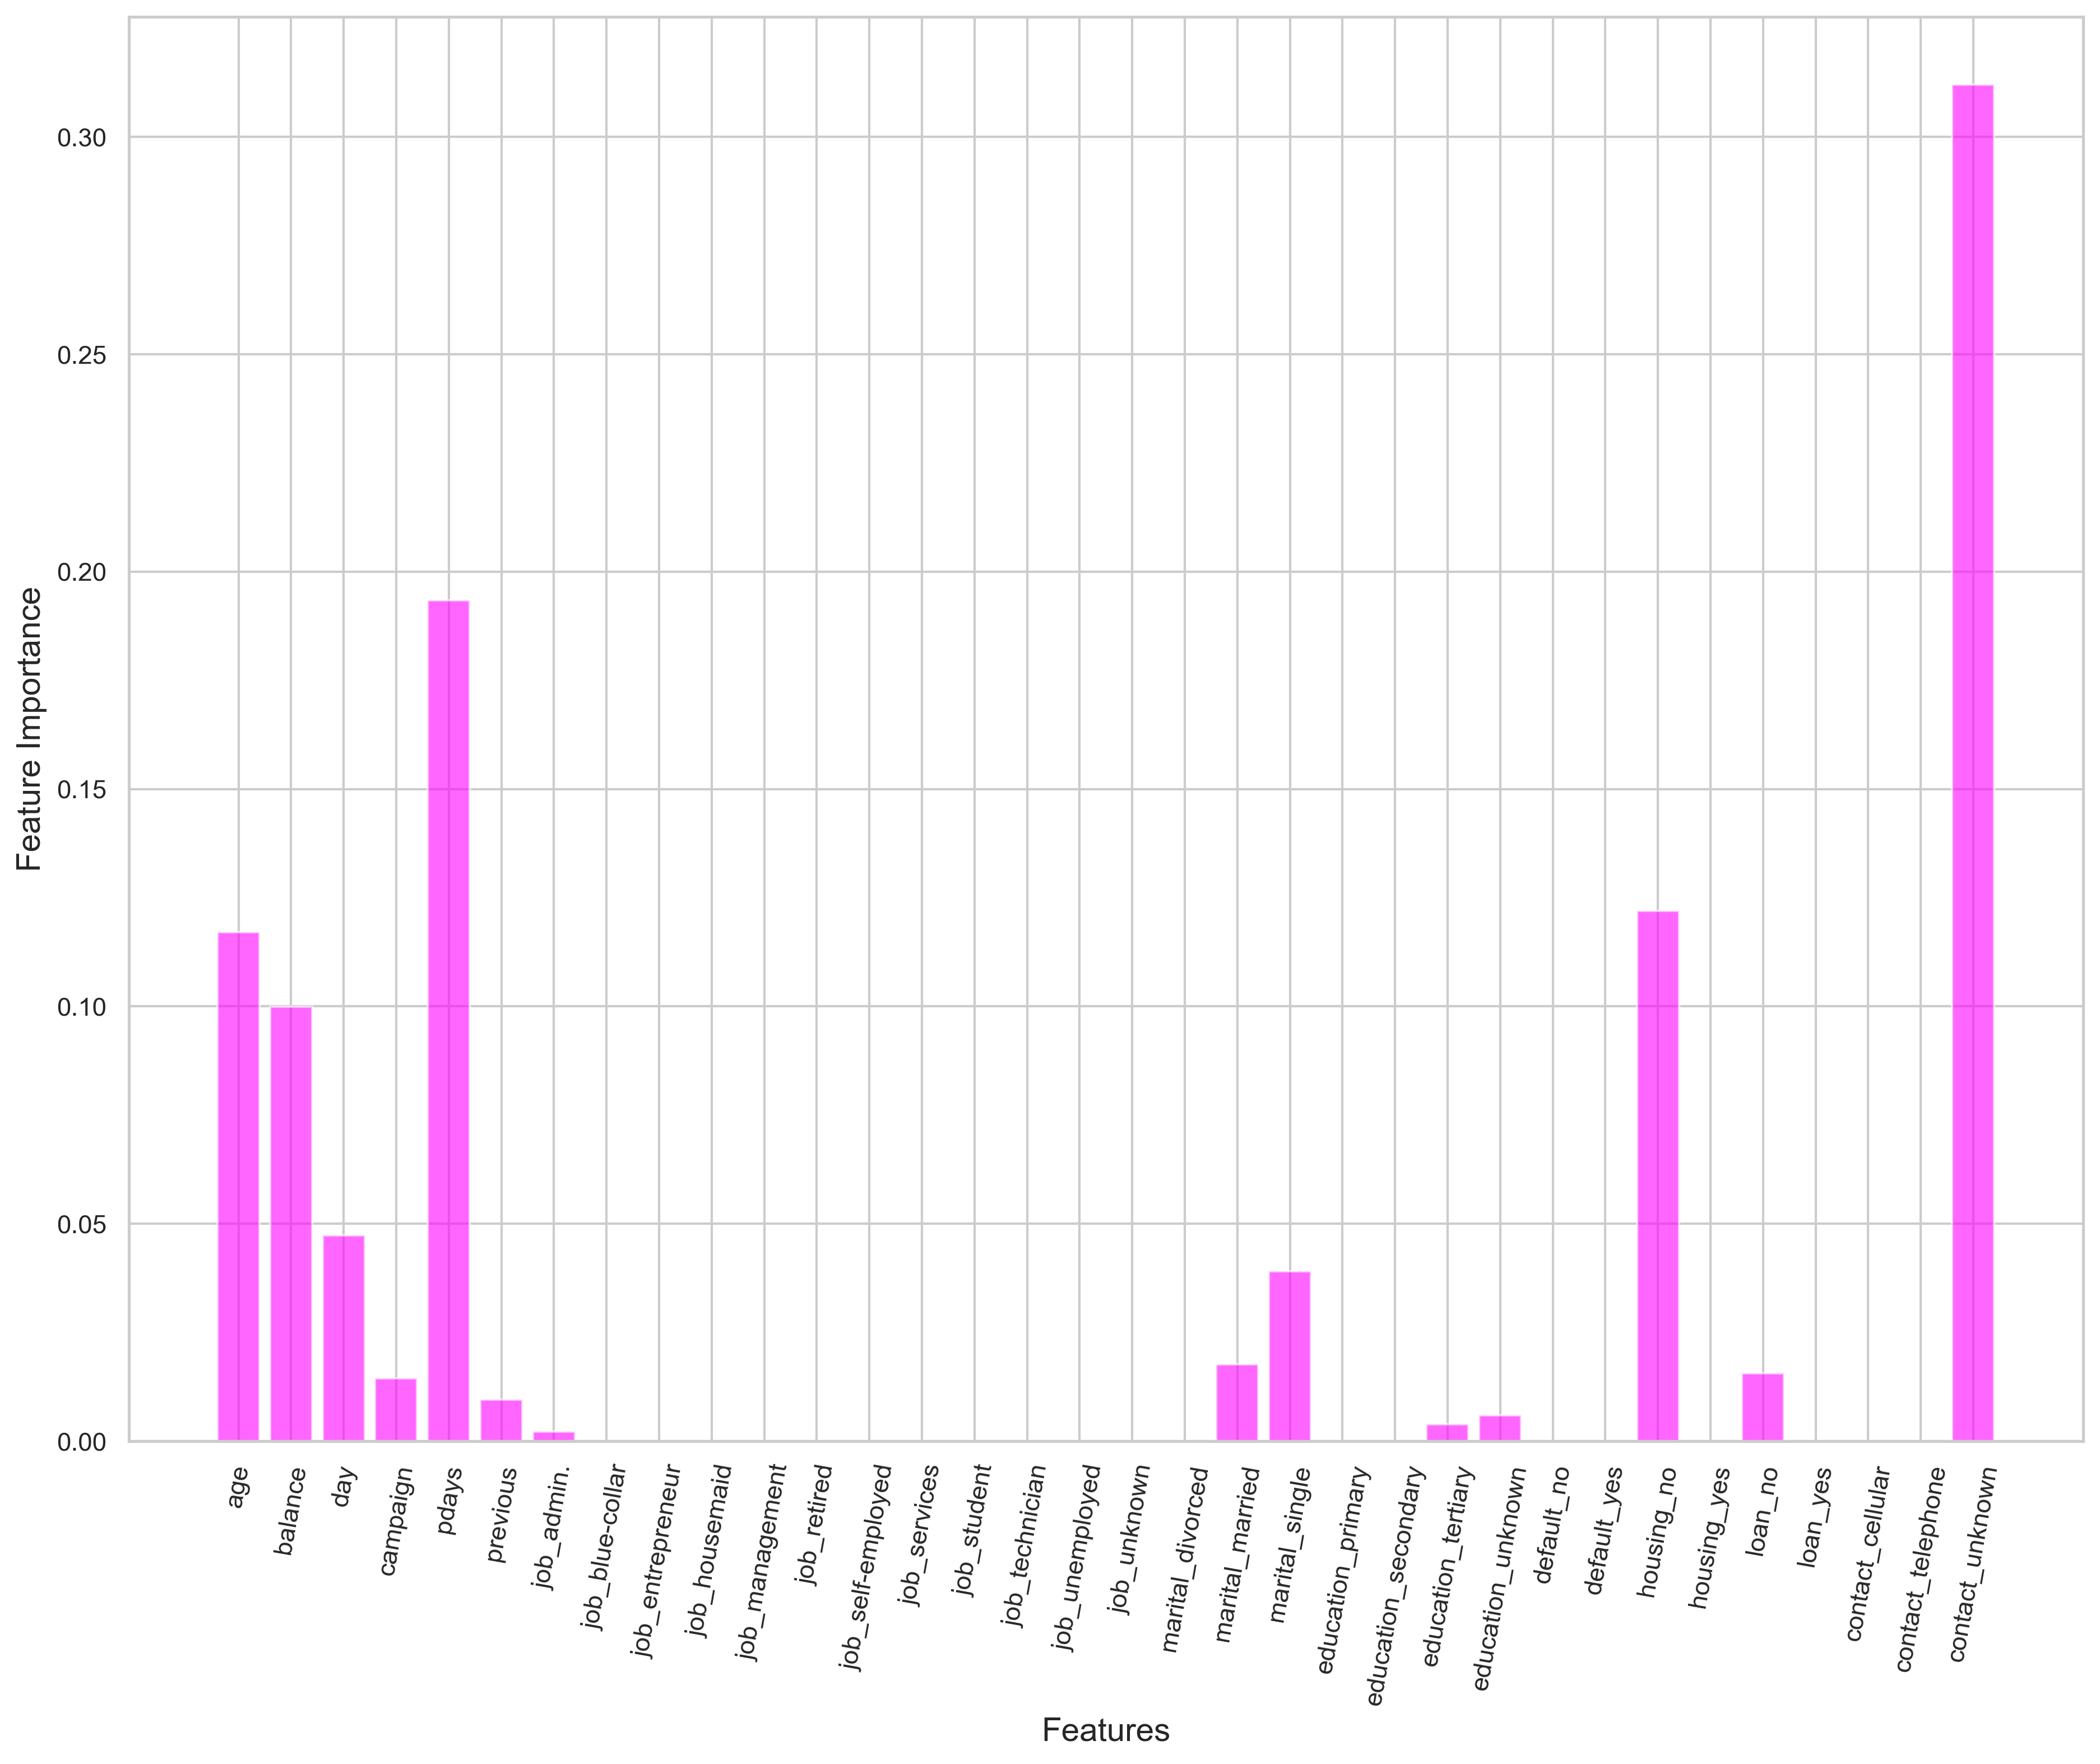 Feature Importance
0.30
0.25
0.20
0.15
0.10
0.05
0.00
age
balance
day
campaign
pdays
previous
job_admin.
job_blue-collar
job_entrepreneur
job_housemaid
job_management
job_retired
job_self-employed
job_services
job_student
job_technician
job_unemployed
job_unknown
marital_divorced
marital_married
marital_single
education_primary
education_secondary
education_tertiary
education_unknown
default_no
default_yes
housing_no
housing_yes
loan_no
loan_yes
contact_cellular
contact_telephone
contact_unknown
Features